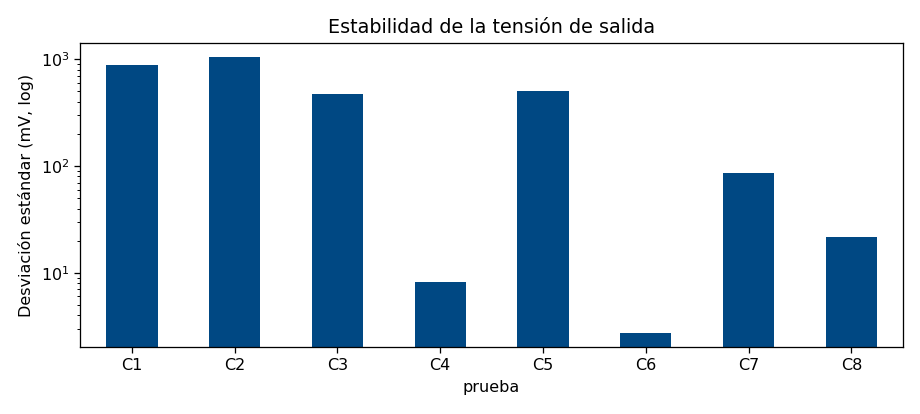 Estabilidad de la tensión de salida
Desviación estándar (mV, log)
10³
10²
10¹
C1 C2 C3 C4 C5 C6 C7 C8
prueba